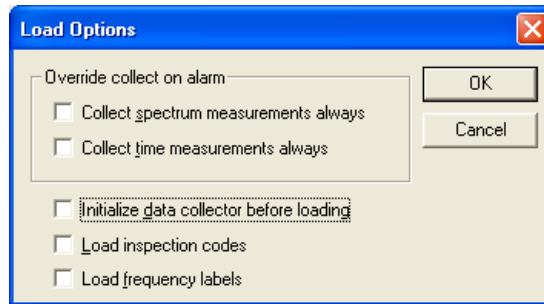 Load Options
Override collect on alarm
Collect spectrum measurements always
Collect time measurements always
OK
Cancel
Initialize data collector before loading
Load inspection codes
Load frequency labels